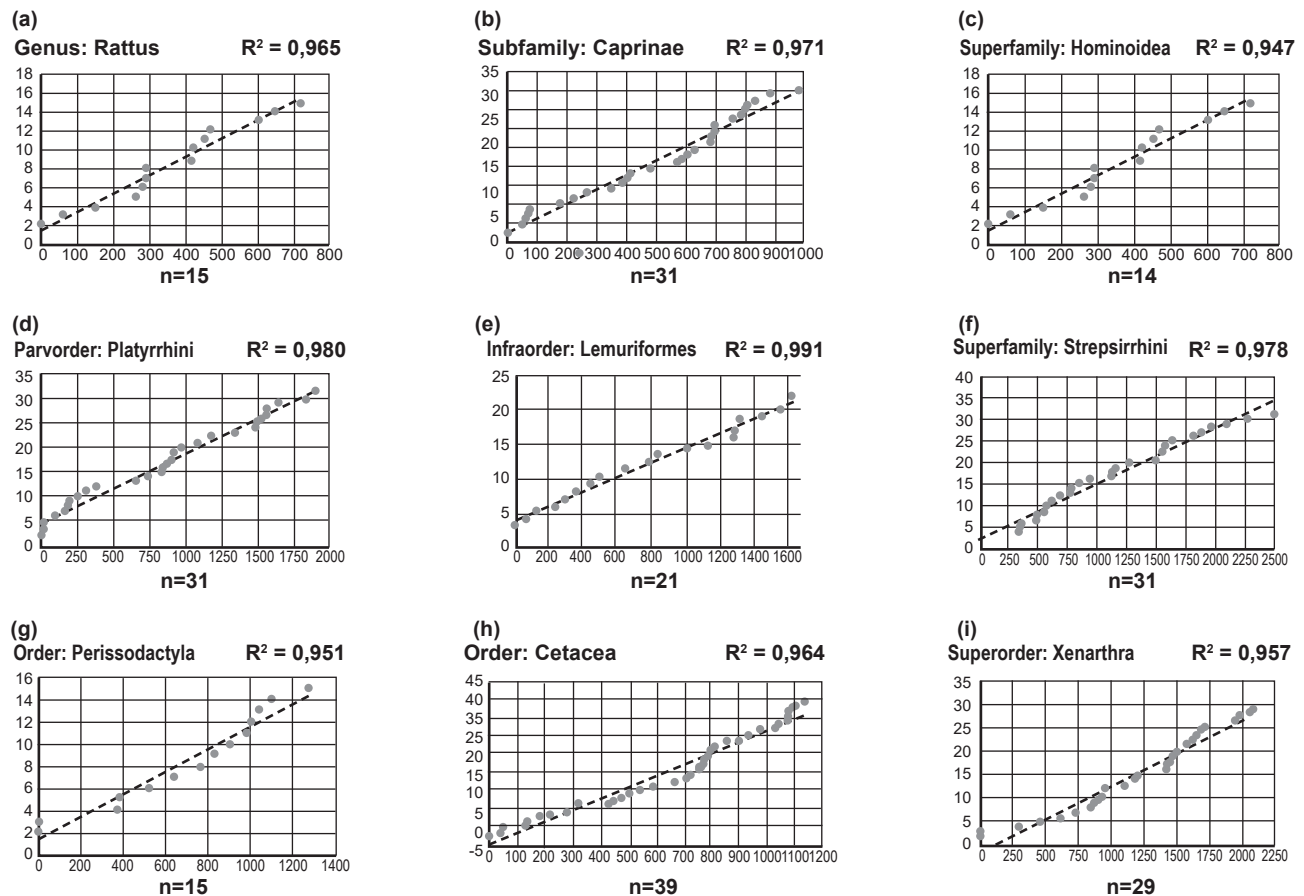 (a)
Genus: Rattus R² = 0,965
18
16
14
12
10
8
6
4
2
0
0 100 200 300 400 500 600 700 800
n=15
(b)
Subfamily: Caprinae R² = 0,971
35
30
25
20
15
10
5
0
0 100 200 300 400 500 600 700 800 900 1000
n=31
(c)
Superfamily: Hominoidea R² = 0,947
18
16
14
12
10
8
6
4
2
0
0 100 200 300 400 500 600 700 800
n=14
(d)
Parvorder: Platyrrhini R² = 0,980
35
30
25
20
15
10
5
0
0 250 500 750 1000 1250 1500 1750 2000
n=31
(e)
Infraorder: Lemuriformes R² = 0,991
25
20
15
10
5
0
0 200 400 600 800 1000 1200 1400 1600
n=21
(f)
Superfamily: Strepsirrhini R² = 0,978
40
35
30
25
20
15
10
5
0
0 250 500 750 1000 1250 1500 1750 2000 2250 2500
n=31
(g)
Order: Perissodactyla R² = 0,951
16
14
12
10
8
6
4
2
0
0 200 400 600 800 1000 1200 1400
n=15
(h)
Order: Cetacea R² = 0,964
45
40
35
30
25
20
15
10
5
0
-5
0 100 200 300 400 500 600 700 800 900 1000 1100 1200
n=39
(i)
Superorder: Xenarthra R² = 0,957
35
30
25
20
15
10
5
0
0 250 500 750 1000 1250 1500 1750 2000 2250
n=29